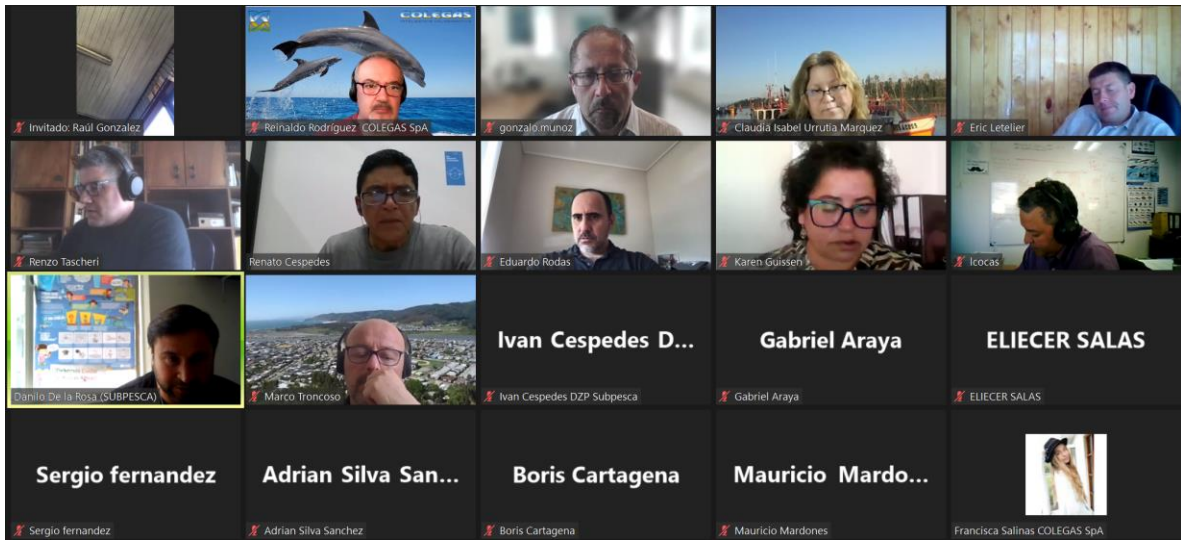 COLEGAS
Invitado: Raúl Gonzalez
Reinaldo Rodríguez COLEGAS SpA
gonzalo.munoz
Claudia Isabel Urrutia Marquez
Eric Letelier
Renzo Tascheri
Renato Cespedes
Eduardo Rodas
Karen Guissen
lcocas
Danilo De la Rosa (SUBPESCA)
Marco Troncoso
Ivan Cespedes D...
Ivan Cespedes DZP Subpesca
Gabriel Araya
Gabriel Araya
ELIECER SALAS
ELIECER SALAS
Sergio fernandez
Sergio fernandez
Adrian Silva San...
Adrian Silva Sanchez
Boris Cartagena
Boris Cartagena
Mauricio Mardo...
Mauricio Mardones
Francisca Salinas COLEGAS SpA